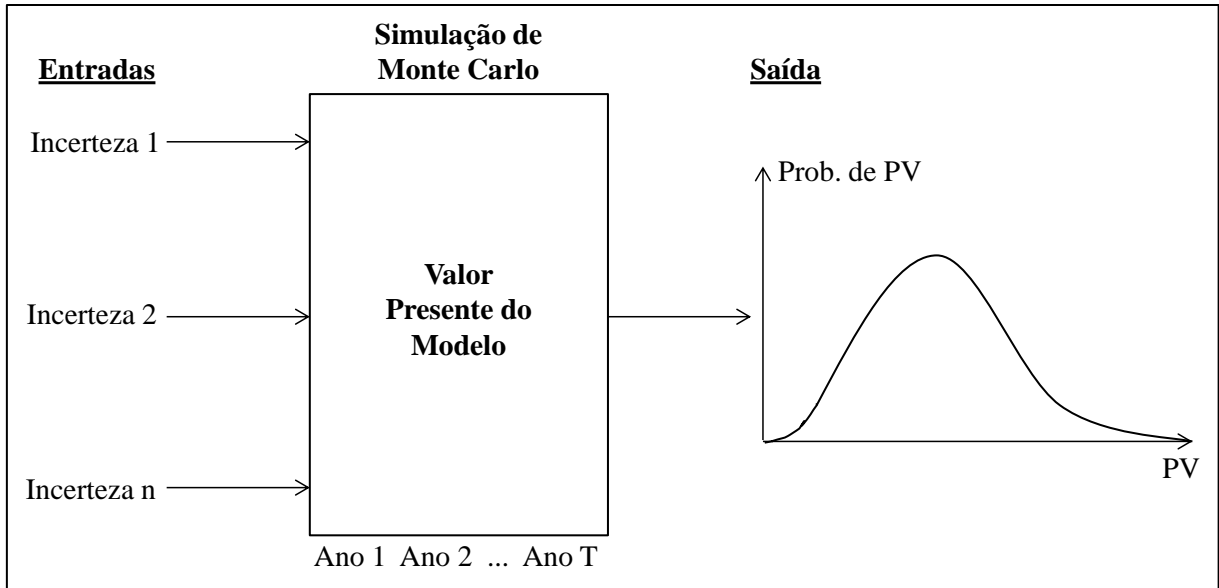 Simulação de
Monte Carlo
Entradas
Saída
Incerteza 1
Incerteza 2
Incerteza n
Valor
Presente do
Modelo
Ano 1 Ano 2 ... Ano T
Prob. de PV
PV